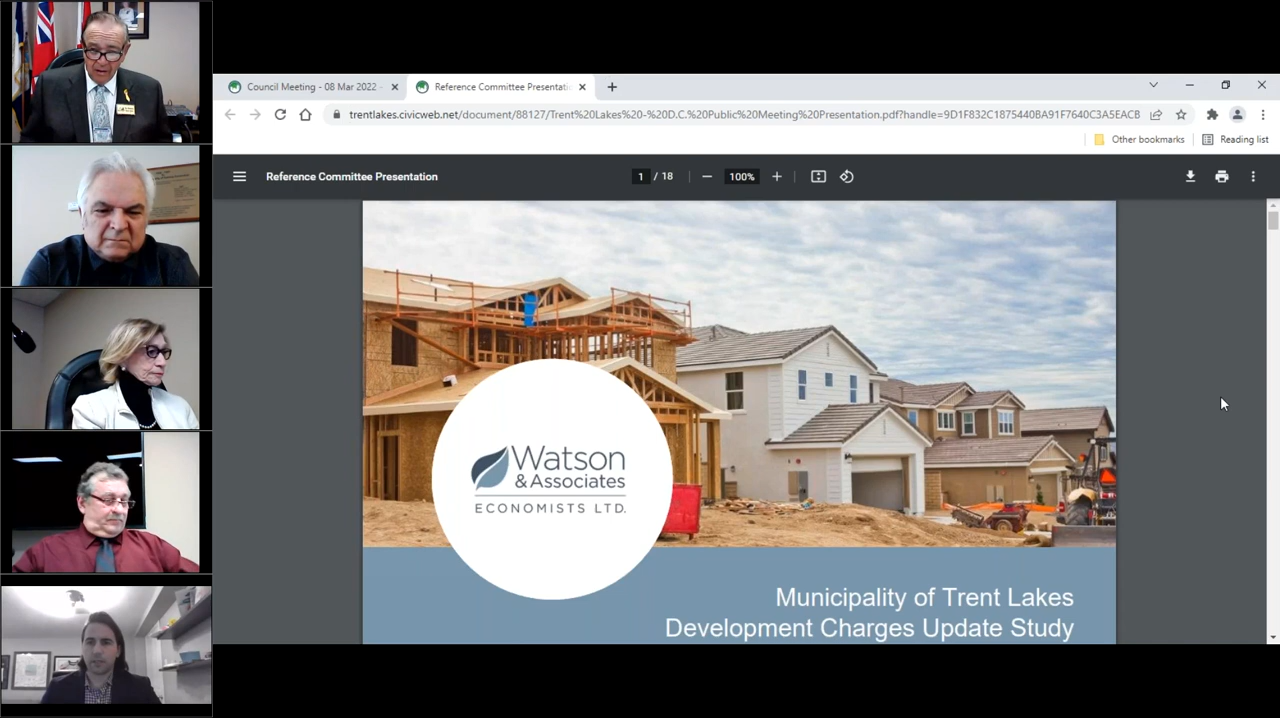 Council Meeting - 08 Mar 2022 -
Reference Committee Presentati
trentlakes.civicweb.net/document/88127/Trent%20Lakes%20-%20D.C.%20Public%20Meeting%20Presentation.pdf?handle=9D1F832C1875440BA91F7640C3A5EACB
Other bookmarks
Reading list
Reference Committee Presentation
1 / 18
100%
Watson
& Associates
ECONOMISTS LTD.
Municipality of Trent Lakes
Development Charges Update Study